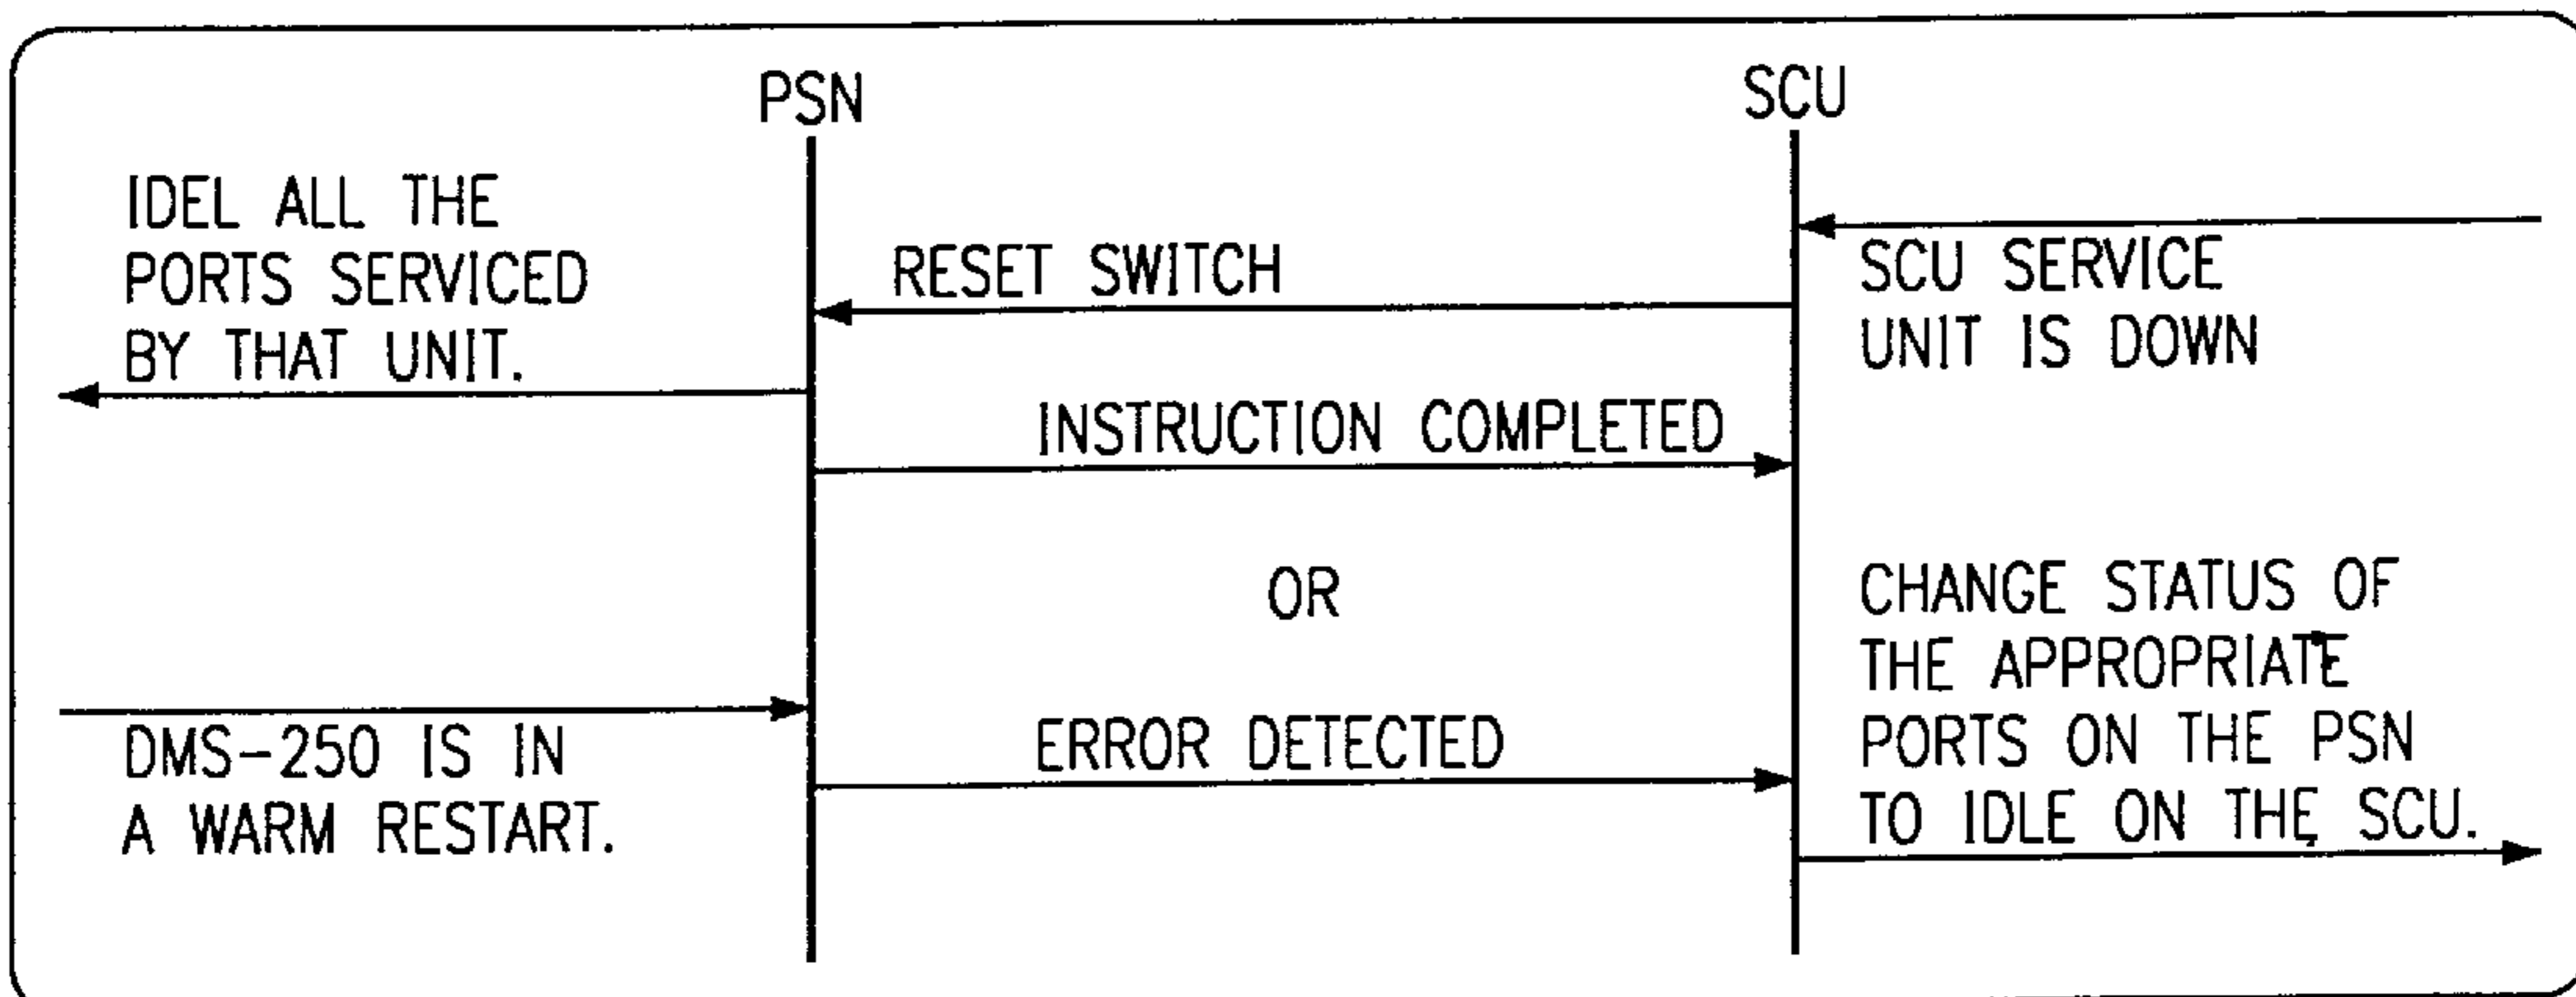 PSN
SCU
IDEL ALL THE
PORTS SERVICED
BY THAT UNIT.
RESET SWITCH
SCU SERVICE
UNIT IS DOWN
INSTRUCTION COMPLETED
OR
DMS-250 IS IN
A WARM RESTART.
ERROR DETECTED
CHANGE STATUS OF
THE APPROPRIATE
PORTS ON THE PSN
TO IDLE ON THE SCU.